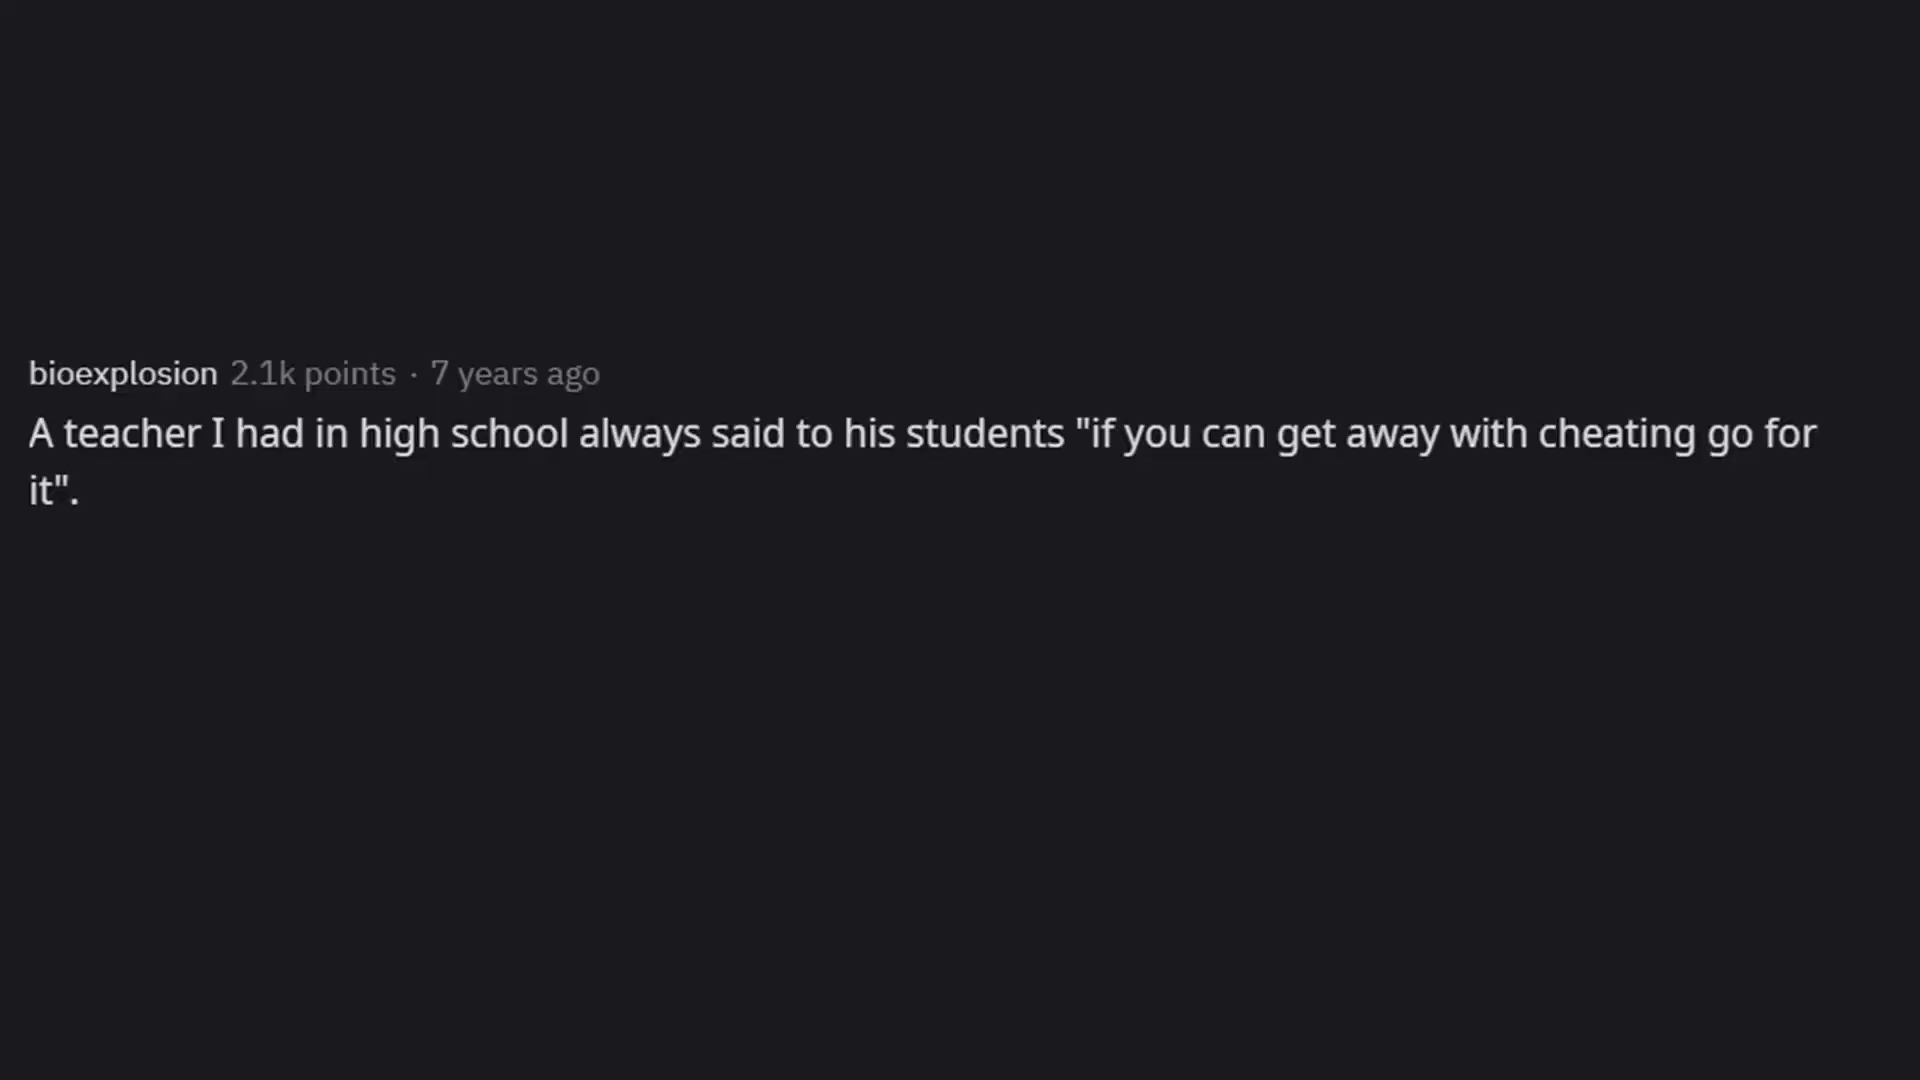 bioexplosion 2.1k points · 7 years ago
A teacher I had in high school always said to his students "if you can get away with cheating go for
it".